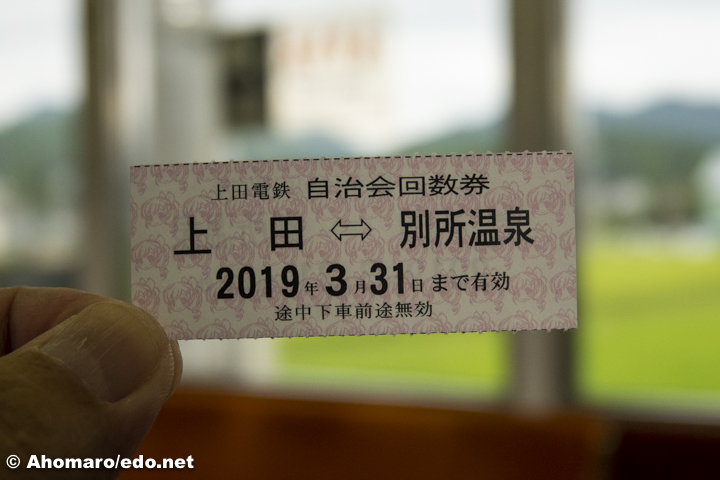 上田電鉄 自治会回数券
上田 ⇔ 別所温泉
2019年3月31日まで有効
途中下車前途無効
© Ahomaro/edo.net